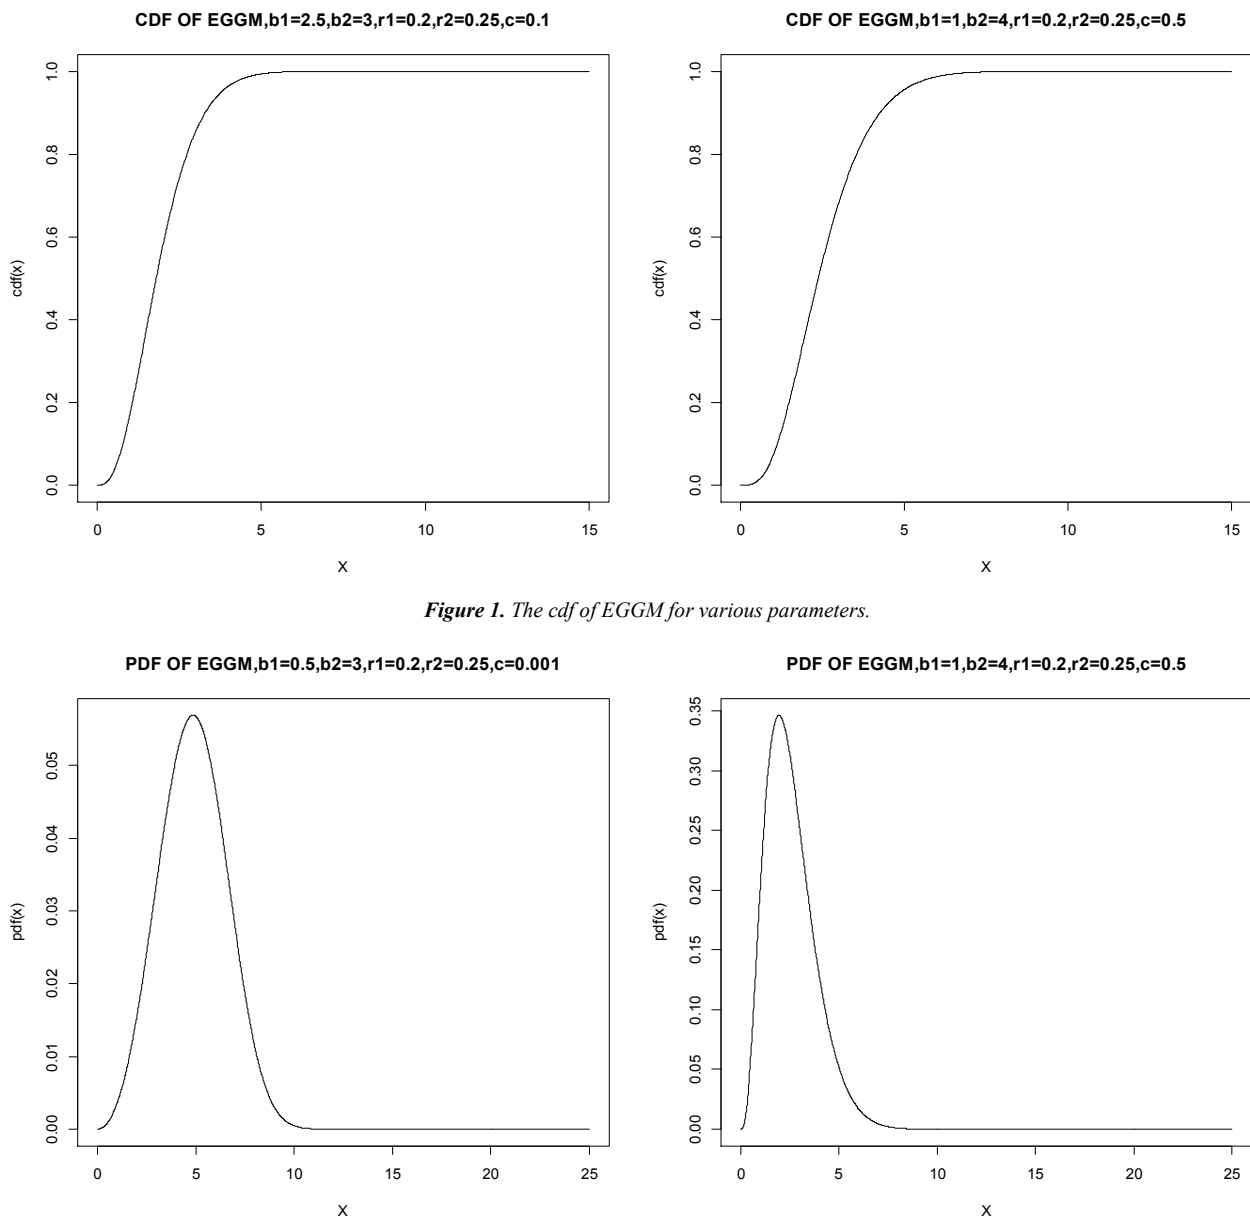 CDF OF EGGM,b1=2.5,b2=3,r1=0.2,r2=0.25,c=0.1
cdf(x)
1.0
0.8
0.6
0.4
0.2
0.0
0 5 10 15
X
CDF OF EGGM,b1=1,b2=4,r1=0.2,r2=0.25,c=0.5
cdf(x)
1.0
0.8
0.6
0.4
0.2
0.0
0 5 10 15
X
Figure 1. The cdf of EGGM for various parameters.
PDF OF EGGM,b1=0.5,b2=3,r1=0.2,r2=0.25,c=0.001
pdf(x)
0.05
0.04
0.03
0.02
0.01
0.00
0 5 10 15 20 25
X
PDF OF EGGM,b1=1,b2=4,r1=0.2,r2=0.25,c=0.5
pdf(x)
0.35
0.30
0.25
0.20
0.15
0.10
0.05
0.00
0 5 10 15 20 25
X